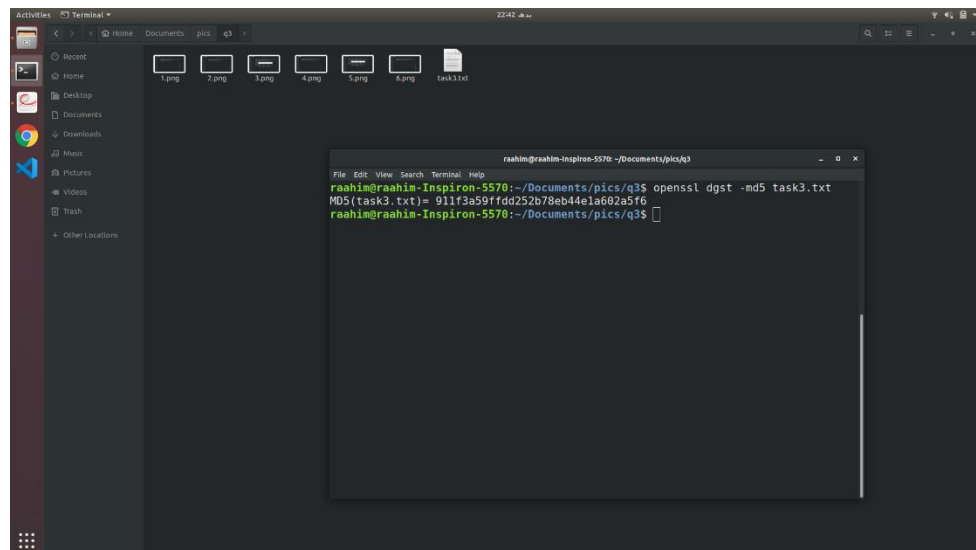 Activities
Terminal
22:42 بدھ
Home Documents pics q3
Recent
Home
Desktop
Documents
Downloads
Music
Pictures
Videos
Trash
+ Other Locations
1.png 2.png 3.png 4.png 5.png 6.png task3.txt
raahim@raahim-Inspiron-5570: ~/Documents/pics/q3
File Edit View Search Terminal Help
raahim@raahim-Inspiron-5570:~/Documents/pics/q3$ openssl dgst -md5 task3.txt
MD5(task3.txt)= 911f3a59ffdd252b78eb44e1a602a5f6
raahim@raahim-Inspiron-5570:~/Documents/pics/q3$